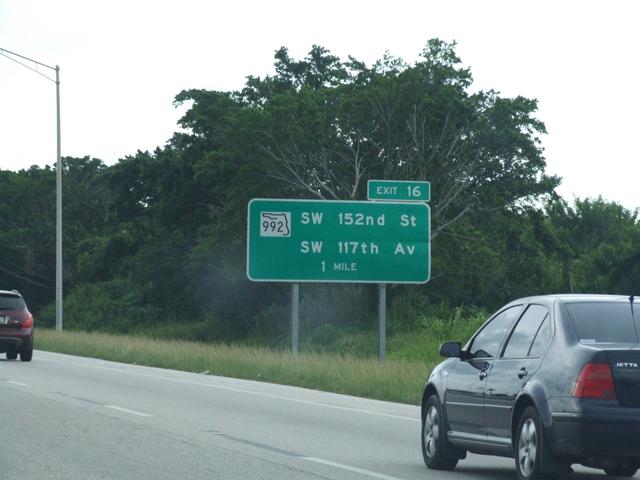 EXIT 16
992 SW 152nd St
SW 117th Av
1 MILE
JETTA